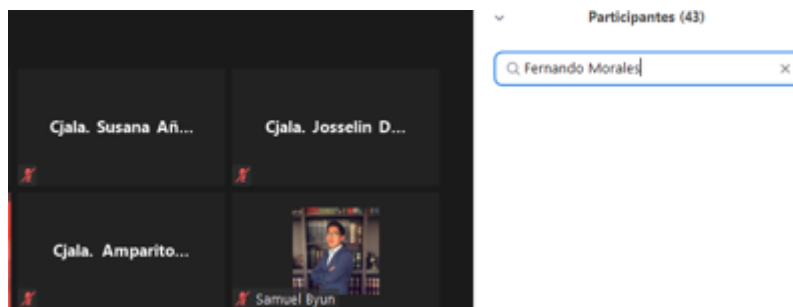 Participantes (43)
Fernando Morales
Cjala. Susana Añ...
Cjala. Josselin D...
Cjala. Amparito...
Samuel Byun